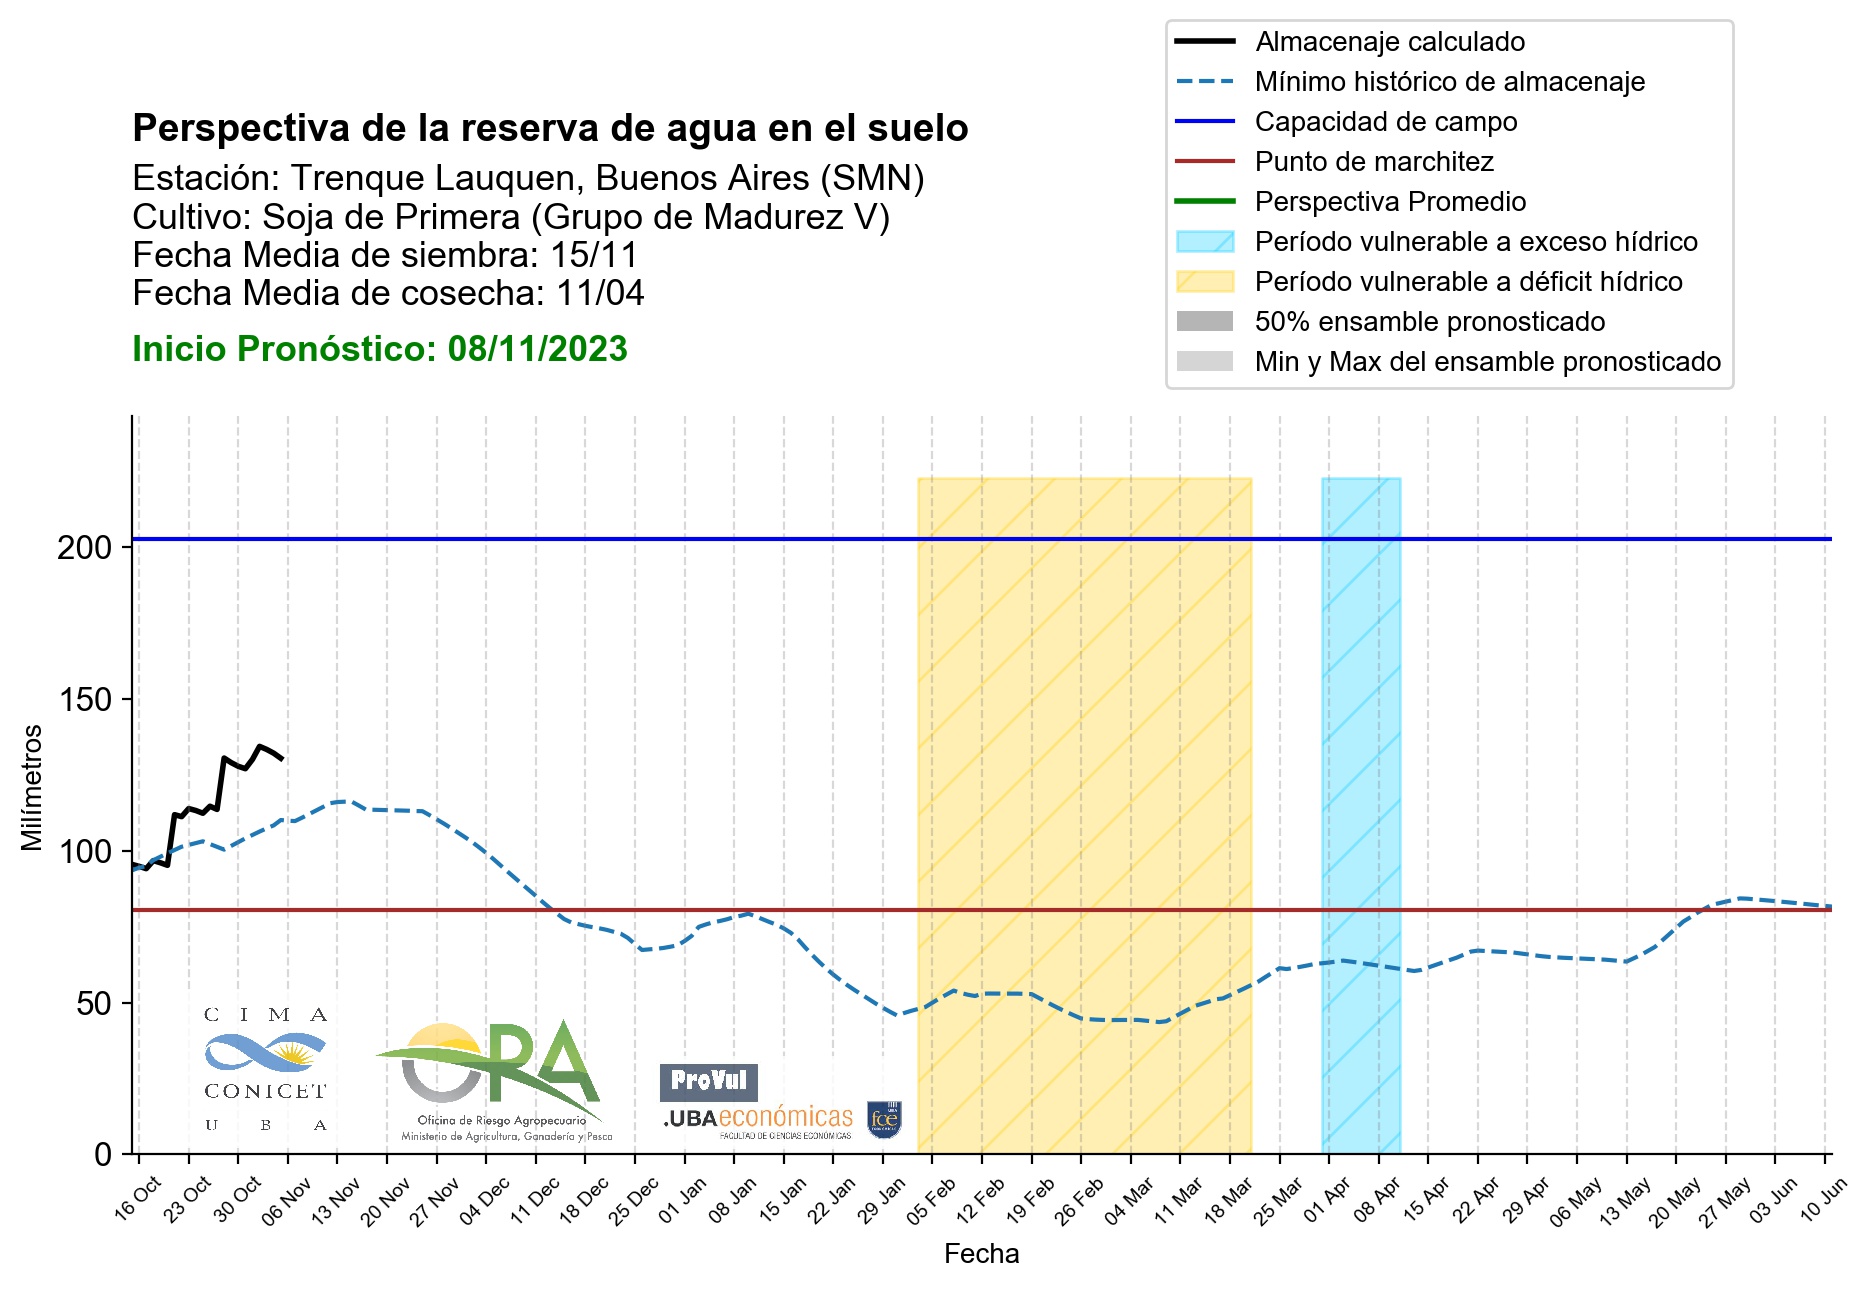 Almacenaje calculado
Mínimo histórico de almacenaje
Capacidad de campo
Punto de marchitez
Perspectiva Promedio
Período vulnerable a exceso hídrico
Período vulnerable a déficit hídrico
50% ensamble pronosticado
Min y Max del ensamble pronosticado
Perspectiva de la reserva de agua en el suelo
Estación: Trenque Lauquen, Buenos Aires (SMN)
Cultivo: Soja de Primera (Grupo de Madurez V)
Fecha Media de siembra: 15/11
Fecha Media de cosecha: 11/04
Inicio Pronóstico: 08/11/2023
Milímetros
200
150
100
50
0
CIMA
CONICET
UBA
ORA
Oficina de Riesgo Agropecuario
Ministerio de Agricultura, Ganadería y Pesca
ProVul
.UBAeconómicas
FACULTAD DE CIENCIAS ECONÓMICAS
UBA
fce
16 Oct
23 Oct
30 Oct
06 Nov
13 Nov
20 Nov
27 Nov
04 Dec
11 Dec
18 Dec
25 Dec
01 Jan
08 Jan
15 Jan
22 Jan
29 Jan
05 Feb
12 Feb
19 Feb
26 Feb
04 Mar
11 Mar
18 Mar
25 Mar
01 Apr
08 Apr
15 Apr
22 Apr
29 Apr
06 May
13 May
20 May
27 May
03 Jun
10 Jun
Fecha